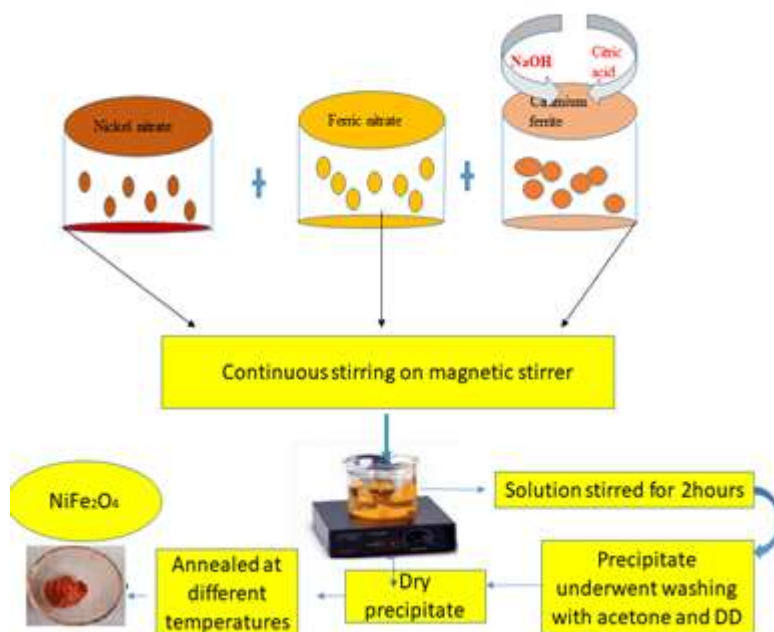 NaOH
Citric
acid
Nickel nitrate
Ferric nitrate
ferrite
Continuous stirring on magnetic stirrer
NiFe₂O₄
Solution stirred for 2hours
Annealed at
different
temperatures
Dry
precipitate
Precipitate
underwent washing
with acetone and DD